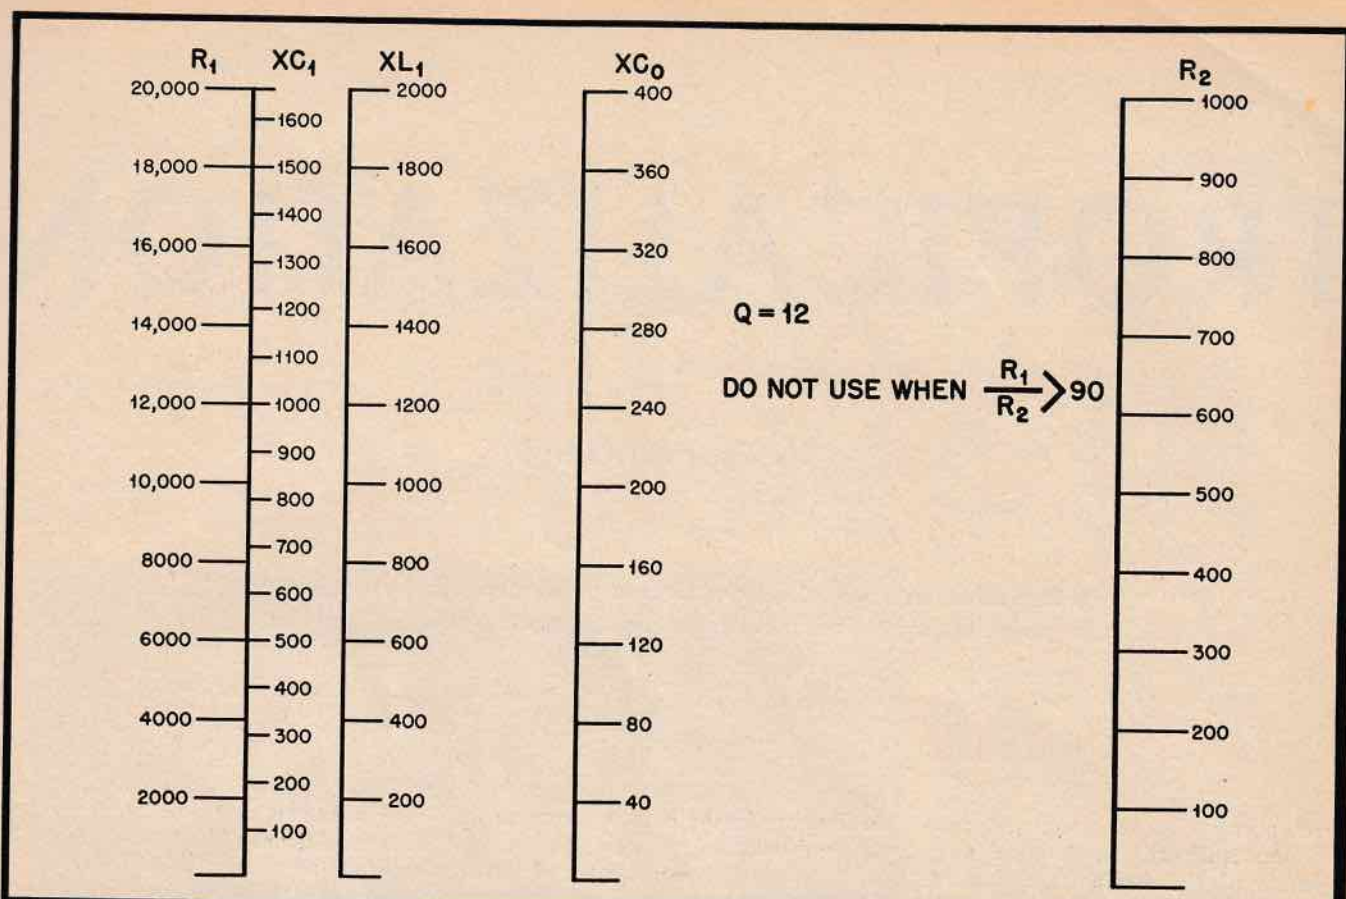 R₁ XC₁ XL₁ XC₀ R₂
20,000 2000 400 1000
1600
18,000 1500 1800 360 900
1400
16,000 1300 1600 320 800
14,000 1200 1400 280 700
Q = 12
1100
DO NOT USE WHEN R₁/R₂ > 90
12,000 1000 1200 240 600
900
10,000 800 1000 200 500
8000 700 800 160 400
600
6000 500 600 120 300
400
4000 300 400 80 200
200
2000 100 200 40 100